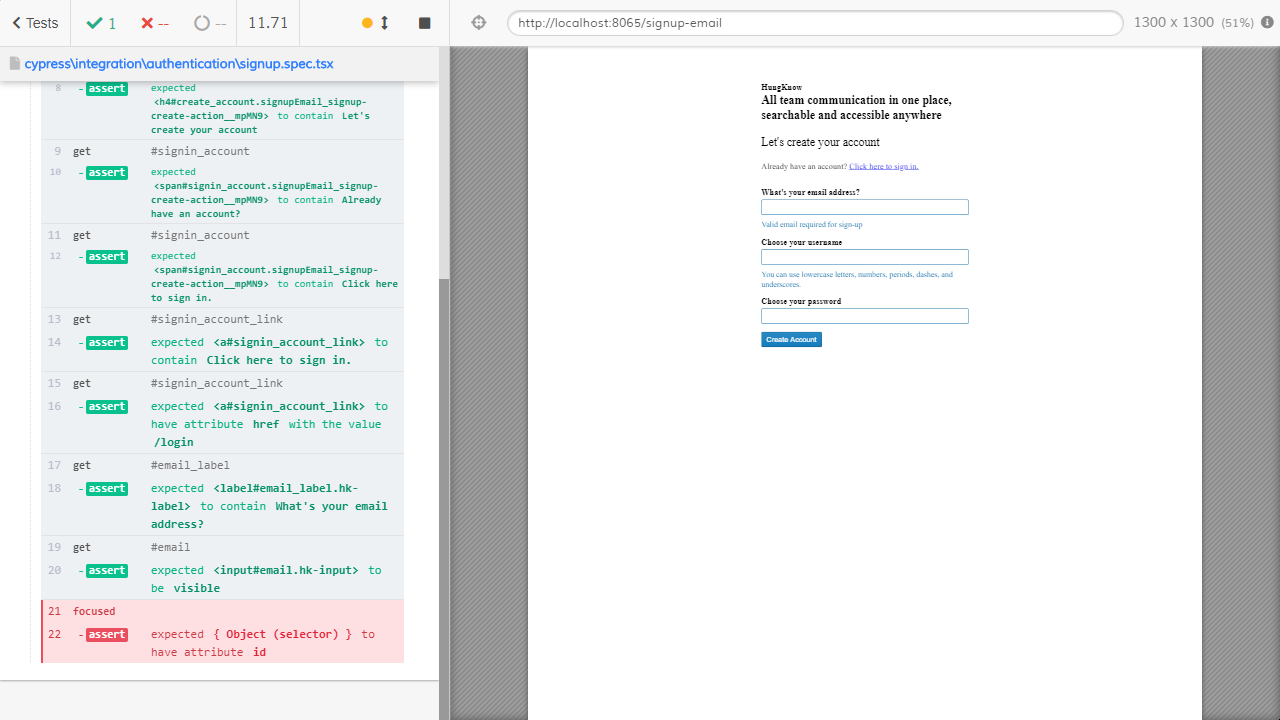 Tests
1
--
--
11.71
http://localhost:8065/signup-email
1300 x 1300 (51%)
cypress\integration\authentication\signup.spec.tsx
8 -assert expected
<h4#create_account.signupEmail_signup-
create-action__mpMN9> to contain Let's
create your account
9 get #signin_account
10 -assert expected
<span#signin_account.signupEmail_signup-
create-action__mpMN9> to contain Already
have an account?
11 get #signin_account
12 -assert expected
<span#signin_account.signupEmail_signup-
create-action__mpMN9> to contain Click here
to sign in.
13 get #signin_account_link
14 -assert expected <a#signin_account_link> to
contain Click here to sign in.
15 get #signin_account_link
16 -assert expected <a#signin_account_link> to
have attribute href with the value
/login
17 get #email_label
18 -assert expected <label#email_label.hk-
label> to contain What's your email
address?
19 get #email
20 -assert expected <input#email.hk-input> to
be visible
21 focused
22 -assert expected { Object (selector) } to
have attribute id
HungKnow
All team communication in one place,
searchable and accessible anywhere
Let's create your account
Already have an account? Click here to sign in.
What's your email address?
Valid email required for sign-up
Choose your username
You can use lowercase letters, numbers, periods, dashes, and
underscores.
Choose your password
Create Account